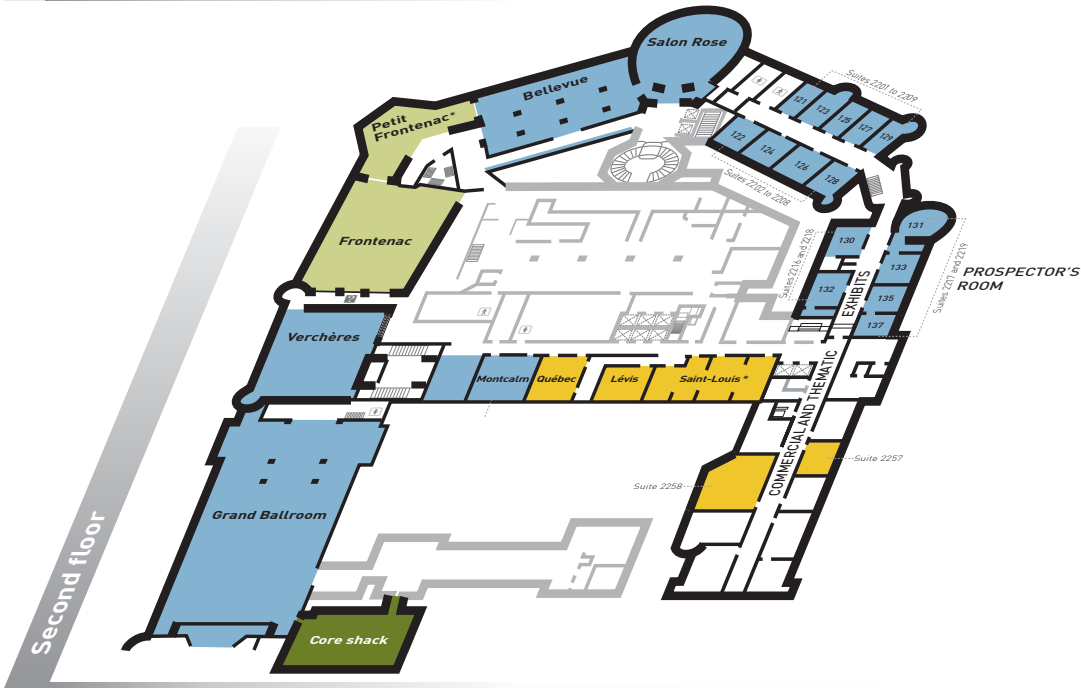 Salon Rose
Bellevue
Petit
Frontenac*
Suites 2201 to 2209
121
123
125
127
129
122
124
126
128
Suites 2202 to 2208
Frontenac
131
130
133
132
135
137
Suites 2216 and 2218
Suites 2217 and 2219
PROSPECTOR'S
ROOM
Verchères
Montcalm
Québec
Lévis
Saint-Louis *
COMMERCIAL AND THEMATIC EXHIBITS
Suite 2257
Suite 2258
Grand Ballroom
Core shack
Second floor